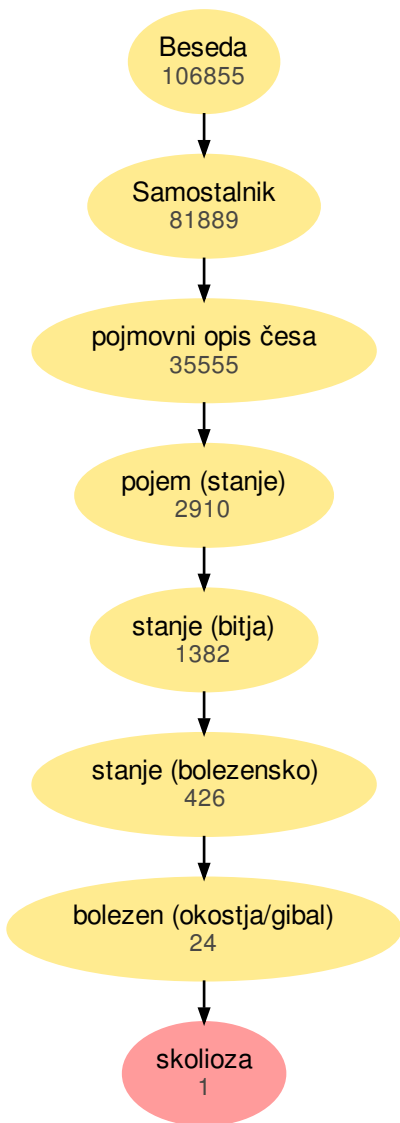 Beseda
106855
Samostalnik
81889
pojmovni opis česa
35555
pojem (stanje)
2910
stanje (bitja)
1382
stanje (bolezensko)
426
bolezen (okostja/gibal)
24
skolioza
1